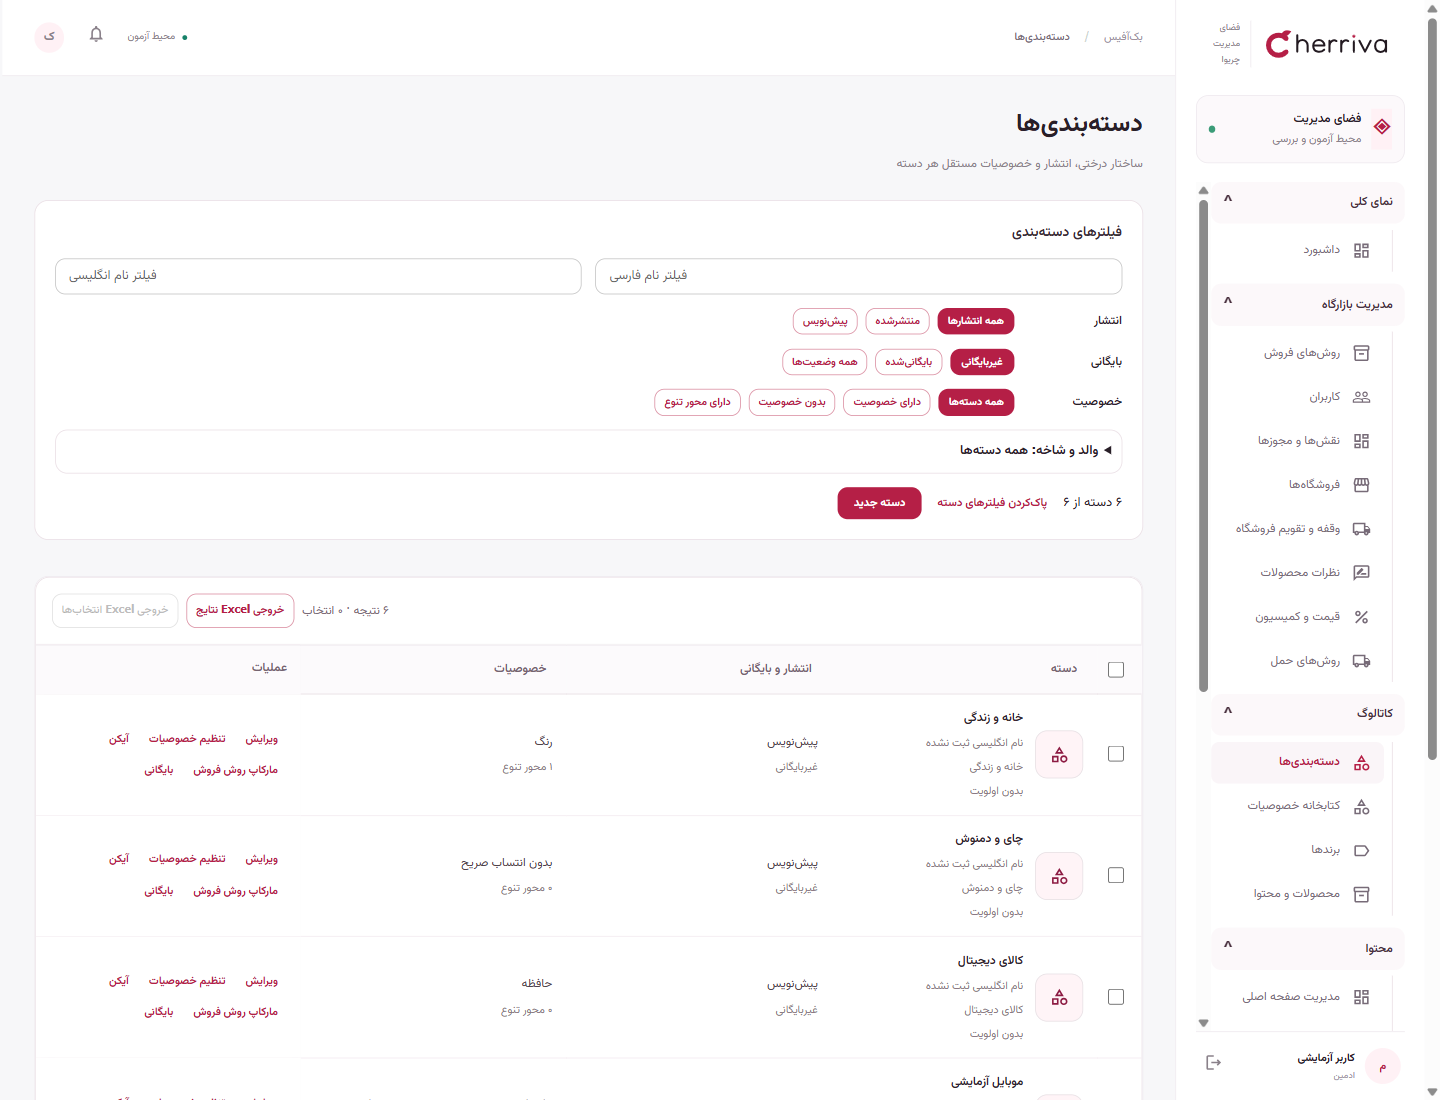 herriva
فضای
مدیریت
چریوا
فضای مدیریت
محیط آزمون و بررسی
نمای کلی
داشبورد
مدیریت بازارگاه
روش‌های فروش
کاربران
نقش‌ها و مجوزها
فروشگاه‌ها
وقفه و تقویم فروشگاه
نظرات محصولات
قیمت و کمیسیون
روش‌های حمل
کاتالوگ
دسته‌بندی‌ها
کتابخانه خصوصیات
برندها
محصولات و محتوا
محتوا
مدیریت صفحه اصلی
م
کاربر آزمایشی
ادمین
بک‌آفیس / دسته‌بندی‌ها
محیط آزمون
ک
دسته‌بندی‌ها
ساختار درختی، انتشار و خصوصیات مستقل هر دسته
فیلترهای دسته‌بندی
فیلتر نام فارسی
فیلتر نام انگلیسی
انتشار همه انتشارها منتشرشده پیش‌نویس
بایگانی غیربایگانی بایگانی‌شده همه وضعیت‌ها
خصوصیت همه دسته‌ها دارای خصوصیت بدون خصوصیت دارای محور تنوع
والد و شاخه: همه دسته‌ها
۶ دسته از ۶ پاک‌کردن فیلترهای دسته دسته جدید
۶ نتیجه · ۰ انتخاب خروجی Excel نتایج خروجی Excel انتخاب‌ها
دسته انتشار و بایگانی خصوصیات عملیات
خانه و زندگی
نام انگلیسی ثبت نشده
خانه و زندگی
بدون اولویت
پیش‌نویس
غیربایگانی
رنگ
۱ محور تنوع
ویرایش تنظیم خصوصیات آیکن
مارکاپ روش فروش بایگانی
چای و دمنوش
نام انگلیسی ثبت نشده
چای و دمنوش
بدون اولویت
پیش‌نویس
غیربایگانی
بدون انتساب صریح
۰ محور تنوع
ویرایش تنظیم خصوصیات آیکن
مارکاپ روش فروش بایگانی
کالای دیجیتال
نام انگلیسی ثبت نشده
کالای دیجیتال
بدون اولویت
پیش‌نویس
غیربایگانی
حافظه
۰ محور تنوع
ویرایش تنظیم خصوصیات آیکن
مارکاپ روش فروش بایگانی
موبایل آزمایشی